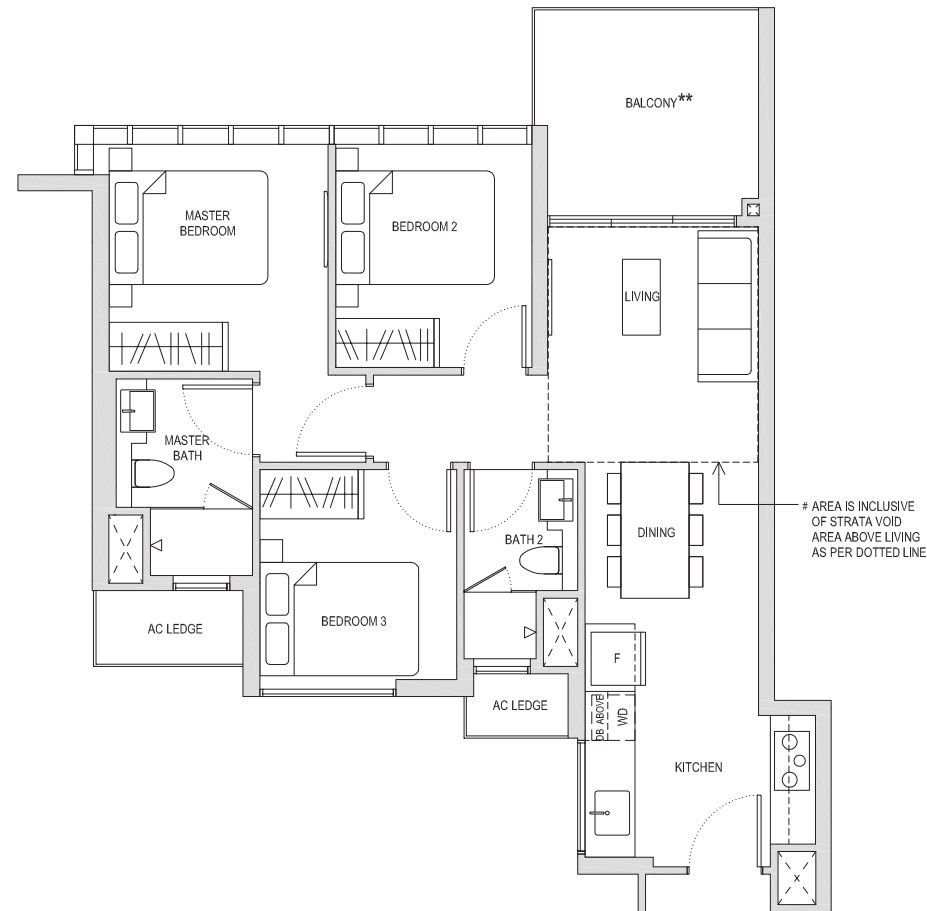 BALCONY**
MASTER
BEDROOM
BEDROOM 2
LIVING
MASTER
BATH
# AREA IS INCLUSIVE
OF STRATA VOID
AREA ABOVE LIVING
AS PER DOTTED LINE
DINING
BATH 2
BEDROOM 3
AC LEDGE
F
AC LEDGE
DB ABOVE
WD
KITCHEN
X